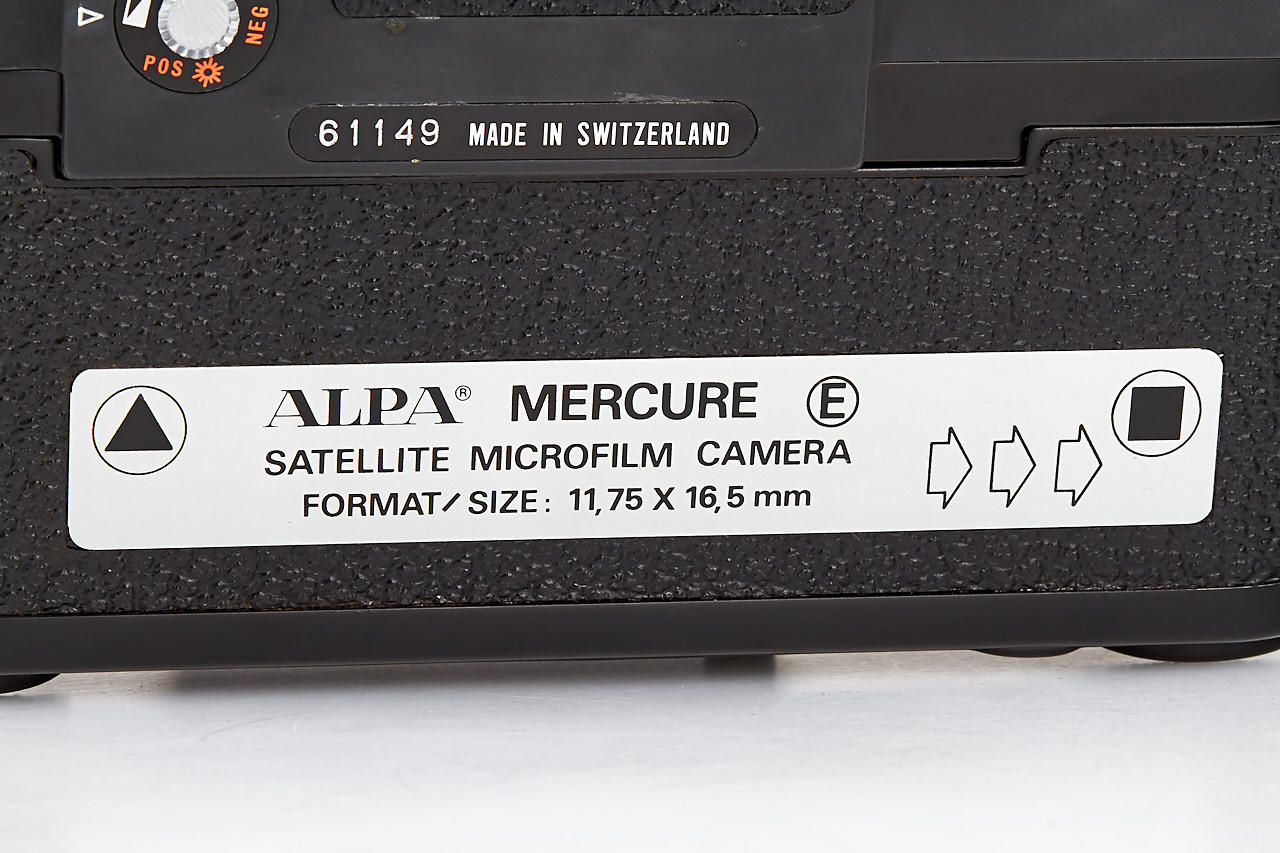 NEG
POS
61149 MADE IN SWITZERLAND
ALPA® MERCURE Ⓔ
SATELLITE MICROFILM CAMERA
FORMAT/SIZE: 11,75 X 16,5 mm